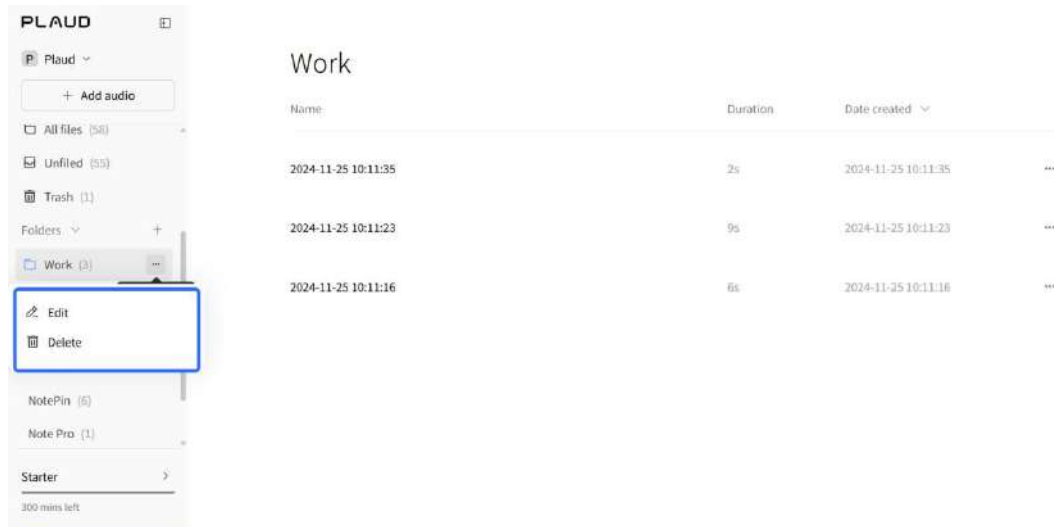 PLAUD
P Plaud
+ Add audio
All files (58)
Unfiled (55)
Trash (1)
Folders +
Work (3) ...
Edit
Delete
NotePin (6)
Note Pro (1)
Starter
300 mins left
Work
Name Duration Date created
2024-11-25 10:11:35 2s 2024-11-25 10:11:35 ...
2024-11-25 10:11:23 9s 2024-11-25 10:11:23 ...
2024-11-25 10:11:16 6s 2024-11-25 10:11:16 ...